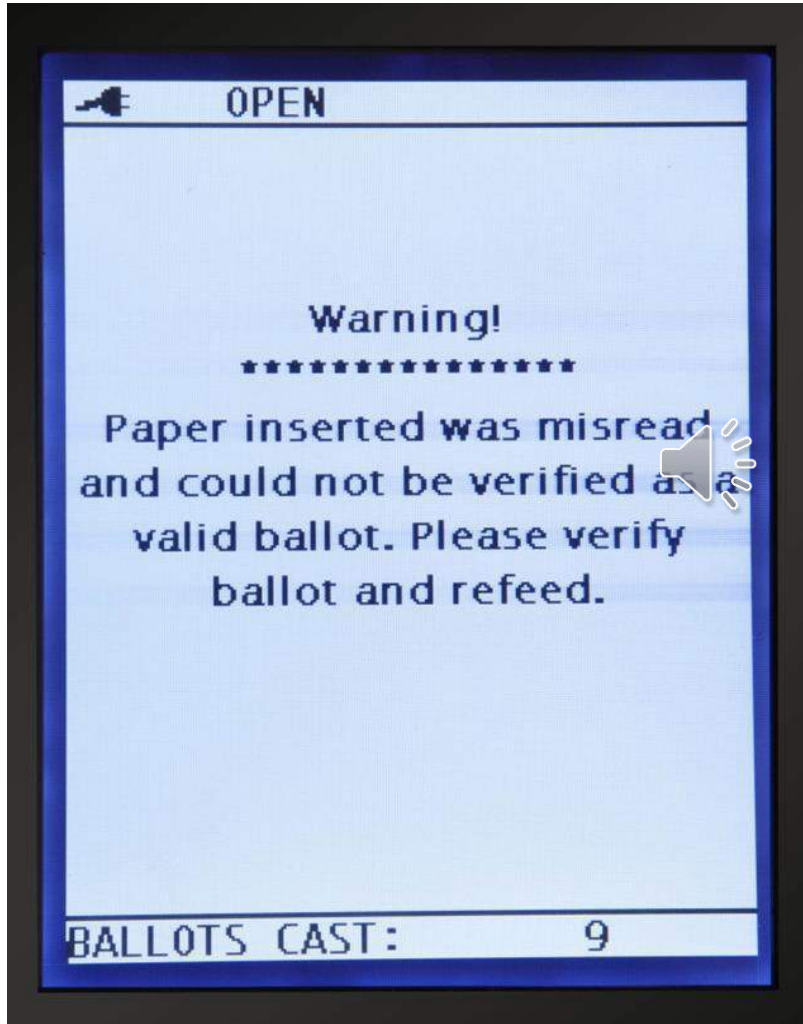 OPEN
Warning!
***************
Paper inserted was misread
and could not be verified as a
valid ballot. Please verify
ballot and refeed.
BALLOTS CAST: 9